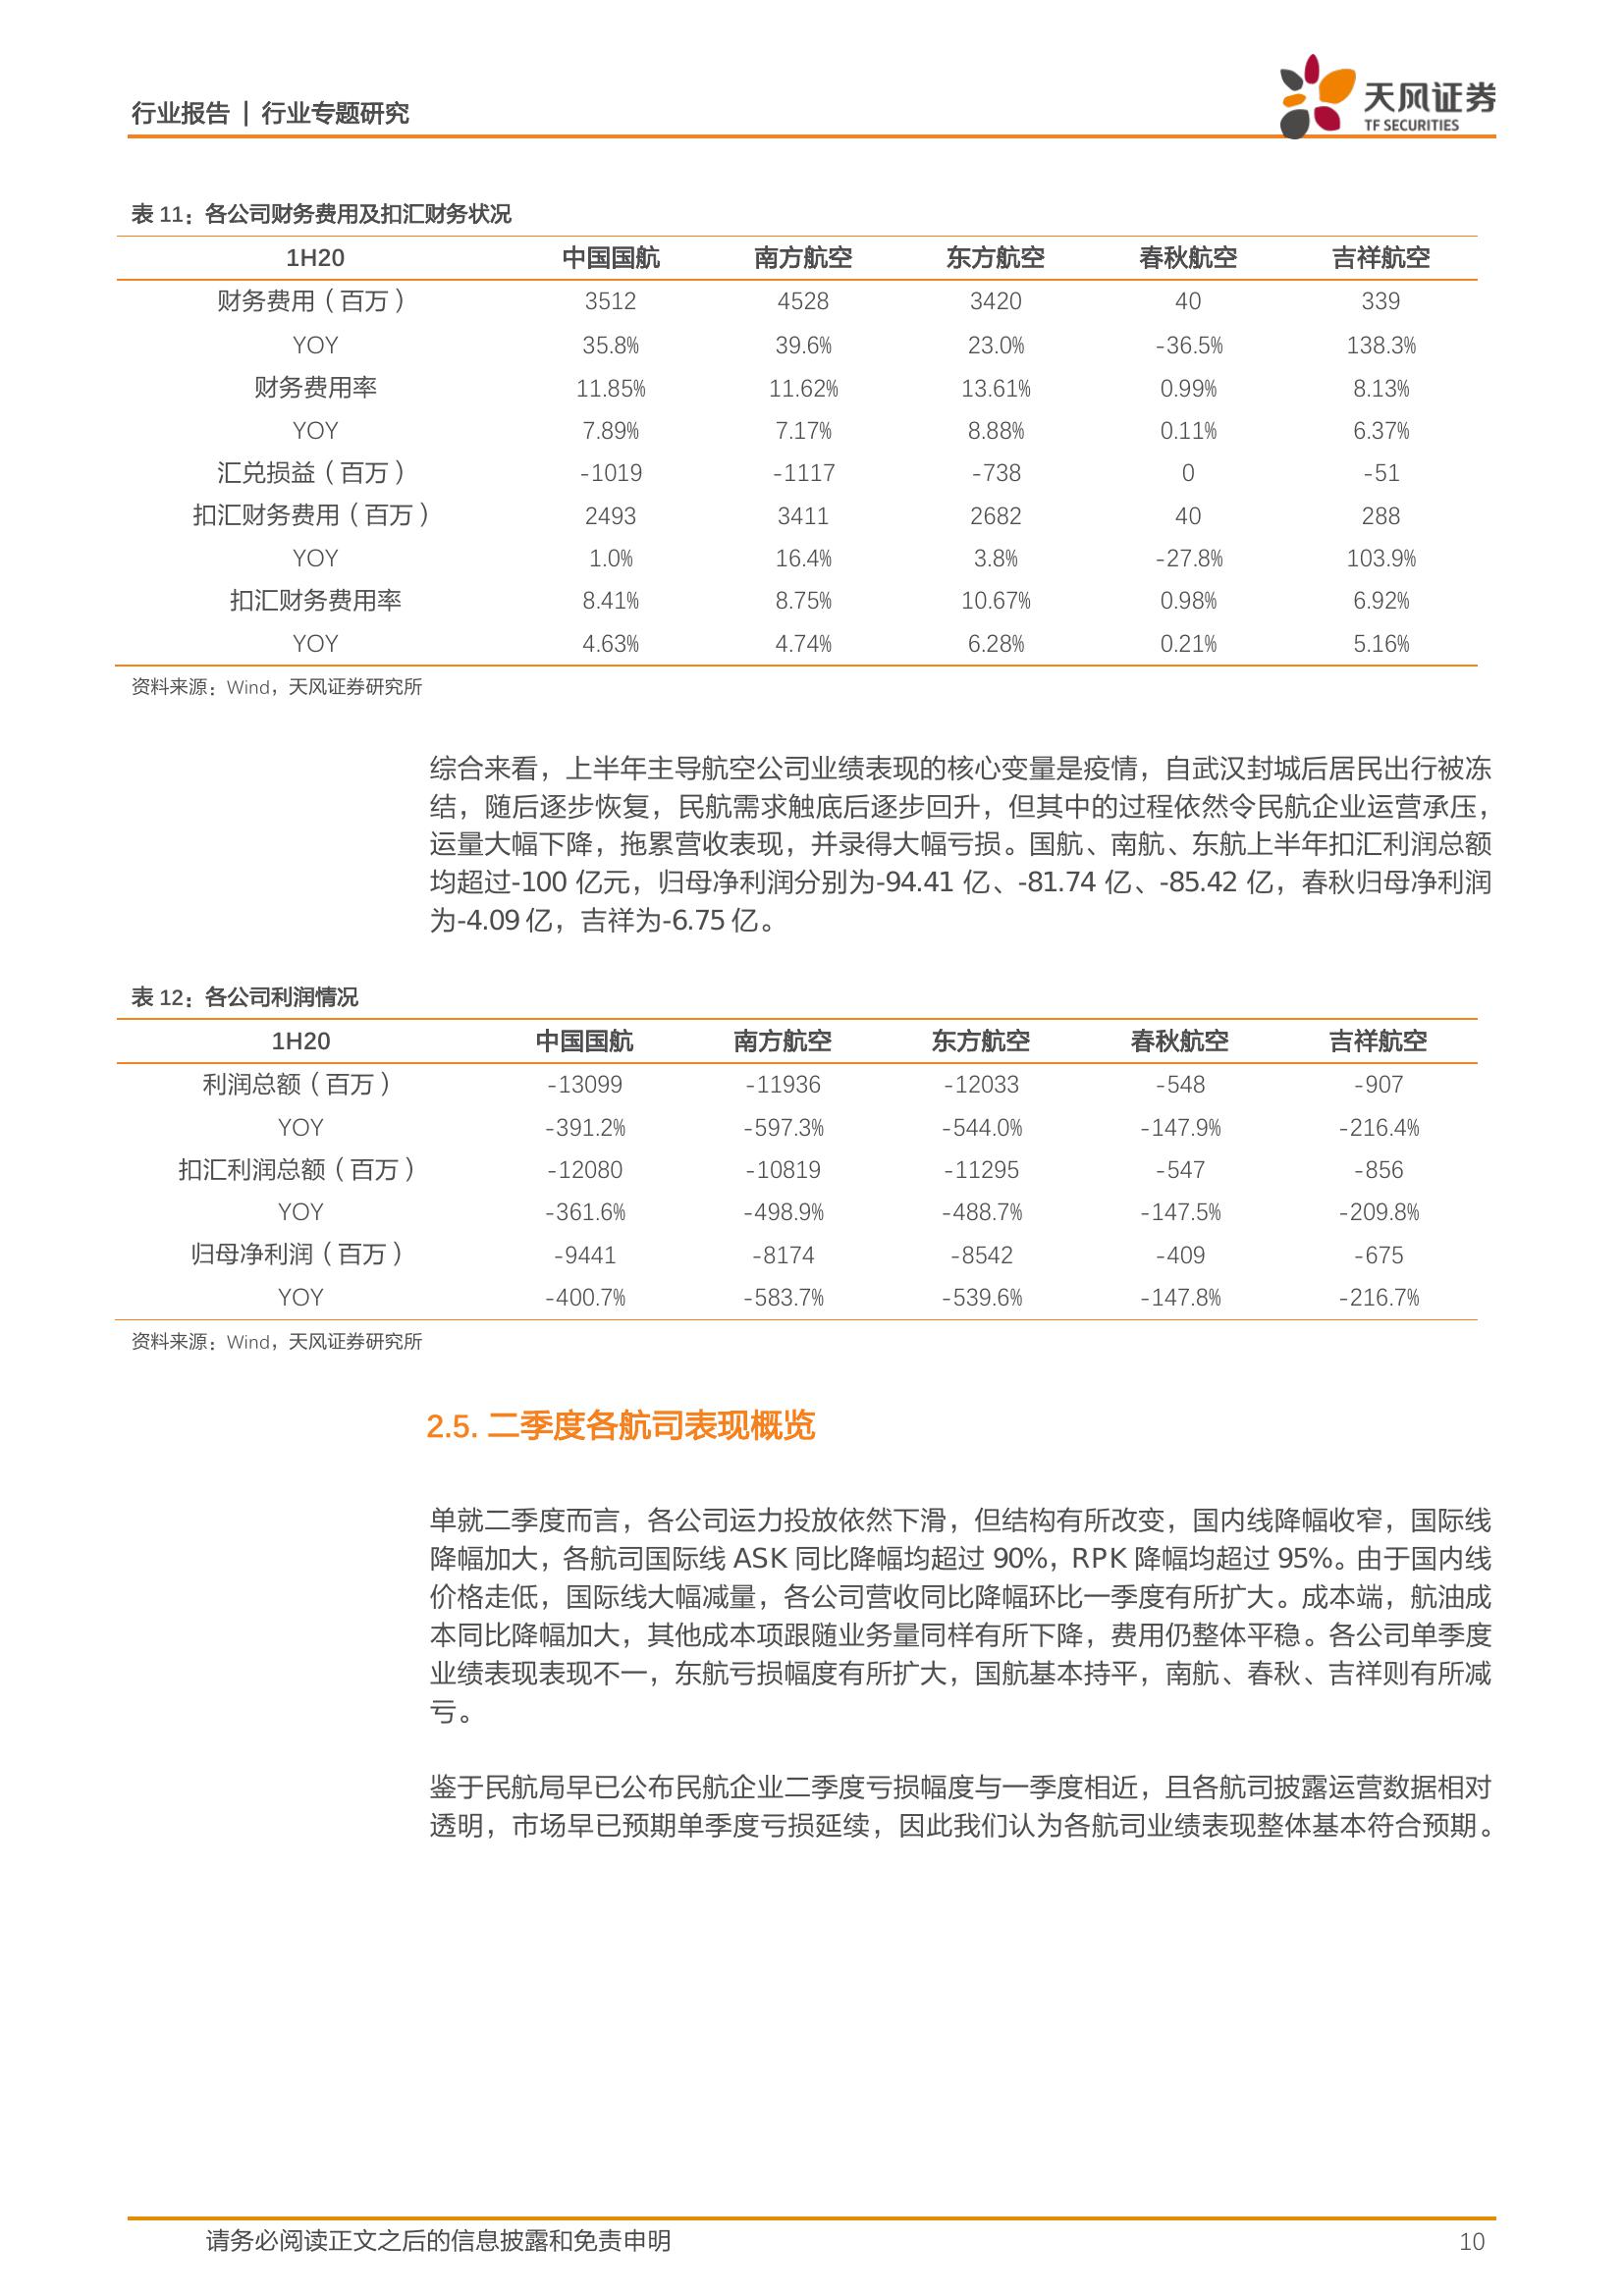 行业报告 | 行业专题研究
天风证券
TF SECURITIES
表 11：各公司财务费用及扣汇财务状况
1H20 中国国航 南方航空 东方航空 春秋航空 吉祥航空
财务费用（百万） 3512 4528 3420 40 339
YOY 35.8% 39.6% 23.0% -36.5% 138.3%
财务费用率 11.85% 11.62% 13.61% 0.99% 8.13%
YOY 7.89% 7.17% 8.88% 0.11% 6.37%
汇兑损益（百万） -1019 -1117 -738 0 -51
扣汇财务费用（百万） 2493 3411 2682 40 288
YOY 1.0% 16.4% 3.8% -27.8% 103.9%
扣汇财务费用率 8.41% 8.75% 10.67% 0.98% 6.92%
YOY 4.63% 4.74% 6.28% 0.21% 5.16%
资料来源：Wind，天风证券研究所
综合来看，上半年主导航空公司业绩表现的核心变量是疫情，自武汉封城后居民出行被冻
结，随后逐步恢复，民航需求触底后逐步回升，但其中的过程依然令民航企业运营承压，
运量大幅下降，拖累营收表现，并录得大幅亏损。国航、南航、东航上半年扣汇利润总额
均超过-100 亿元，归母净利润分别为-94.41 亿、-81.74 亿、-85.42 亿，春秋归母净利润
为-4.09 亿，吉祥为-6.75 亿。
表 12：各公司利润情况
1H20 中国国航 南方航空 东方航空 春秋航空 吉祥航空
利润总额（百万） -13099 -11936 -12033 -548 -907
YOY -391.2% -597.3% -544.0% -147.9% -216.4%
扣汇利润总额（百万） -12080 -10819 -11295 -547 -856
YOY -361.6% -498.9% -488.7% -147.5% -209.8%
归母净利润（百万） -9441 -8174 -8542 -409 -675
YOY -400.7% -583.7% -539.6% -147.8% -216.7%
资料来源：Wind，天风证券研究所
2.5. 二季度各航司表现概览
单就二季度而言，各公司运力投放依然下滑，但结构有所改变，国内线降幅收窄，国际线
降幅加大，各航司国际线 ASK 同比降幅均超过 90%，RPK 降幅均超过 95%。由于国内线
价格走低，国际线大幅减量，各公司营收同比降幅环比一季度有所扩大。成本端，航油成
本同比降幅加大，其他成本项跟随业务量同样有所下降，费用仍整体平稳。各公司单季度
业绩表现表现不一，东航亏损幅度有所扩大，国航基本持平，南航、春秋、吉祥则有所减
亏。
鉴于民航局早已公布民航企业二季度亏损幅度与一季度相近，且各航司披露运营数据相对
透明，市场早已预期单季度亏损延续，因此我们认为各航司业绩表现整体基本符合预期。
请务必阅读正文之后的信息披露和免责申明 10